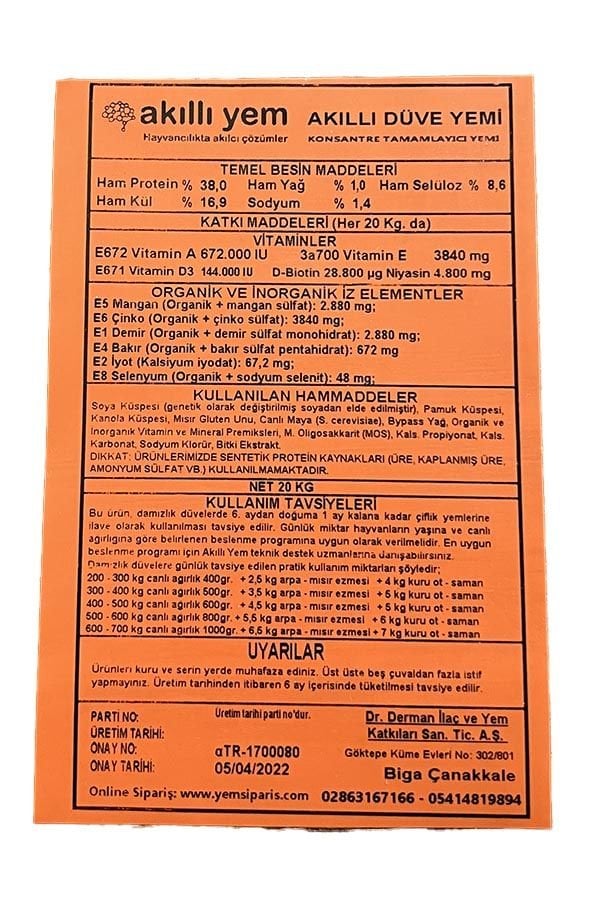 akıllı yem
Hayvancılıkta akılcı çözümler
AKILLI DÜVE YEMİ
KONSANTRE TAMAMLAYICI YEMİ
TEMEL BESİN MADDELERİ
Ham Protein % 38,0 Ham Yağ % 1,0 Ham Selüloz % 8,6
Ham Kül % 16,9 Sodyum % 1,4
KATKI MADDELERİ (Her 20 Kg. da)
VİTAMİNLER
E672 Vitamin A 672.000 IU 3a700 Vitamin E 3840 mg
E671 Vitamin D3 144.000 IU D-Biotin 28.800 µg Niyasin 4.800 mg
ORGANİK VE İNORGANİK İZ ELEMENTLER
E5 Mangan (Organik + mangan sülfat): 2.880 mg;
E6 Çinko (Organik + çinko sülfat): 3840 mg;
E1 Demir (Organik + demir sülfat monohidrat): 2.880 mg;
E4 Bakır (Organik + bakır sülfat pentahidrat): 672 mg
E2 İyot (Kalsiyum iyodat): 67,2 mg;
E8 Selenyum (Organik + sodyum selenit): 48 mg;
KULLANILAN HAMMADDELER
Soya Küspesi (genetik olarak değiştirilmiş soyadan elde edilmiştir), Pamuk Küspesi,
Kanola Küspesi, Mısır Gluten Unu, Canlı Maya (S. cerevisiae), Bypass Yağ, Organik ve
İnorganik Vitamin ve Mineral Premiksleri, M. Oligosakkarit (MOS), Kals. Propiyonat, Kals.
Karbonat, Sodyum Klorür, Bitki Ekstrakt.
DİKKAT: ÜRÜNLERİMİZDE SENTETİK PROTEİN KAYNAKLARI (ÜRE, KAPLANMIŞ ÜRE,
AMONYUM SÜLFAT VB.) KULLANILMAMAKTADIR.
NET 20 KG
KULLANIM TAVSİYELERİ
Bu ürün, damızlık düvelerde 6. aydan doğuma 1 ay kalana kadar çiflik yemlerine
ilave olarak kullanılması tavsiye edilir. Günlük miktar hayvanların yaşına ve canlı
ağırlığına göre belirlenen beslenme programına uygun olarak verilmelidir. En uygun
beslenme programı için Akıllı Yem teknik destek uzmanlarına danışabilirsiniz.
Damızlık düvelere günlük tavsiye edilen pratik kullanım miktarları şöyledir;
200 - 300 kg canlı ağırlık 400gr. + 2,5 kg arpa - mısır ezmesi + 4 kg kuru ot - saman
300 - 400 kg canlı ağırlık 500gr. + 3,5 kg arpa - mısır ezmesi + 5 kg kuru ot - saman
400 - 500 kg canlı ağırlık 600gr. + 4,5 kg arpa - mısır ezmesi + 5 kg kuru ot - saman
500 - 600 kg canlı ağırlık 800gr. + 5,5 kg arpa - mısır ezmesi + 6 kg kuru ot - saman
600 - 700 kg canlı ağırlık 1000gr. + 6,5 kg arpa - mısır ezmesi + 7 kg kuru ot - saman
UYARILAR
Ürünleri kuru ve serin yerde muhafaza ediniz. Üst üste beş çuvaldan fazla istif
yapmayınız. Üretim tarihinden itibaren 6 ay içerisinde tüketilmesi tavsiye edilir.
PARTİ NO: Üretim tarihi parti no'dur.
ÜRETİM TARİHİ:
ONAY NO: αTR-1700080
ONAY TARİHİ: 05/04/2022
Dr. Derman İlaç ve Yem
Katkıları San. Tic. A.Ş.
Göktepe Küme Evleri No: 302/801
Biga Çanakkale
Online Sipariş: www.yemsiparis.com 02863167166 - 05414819894